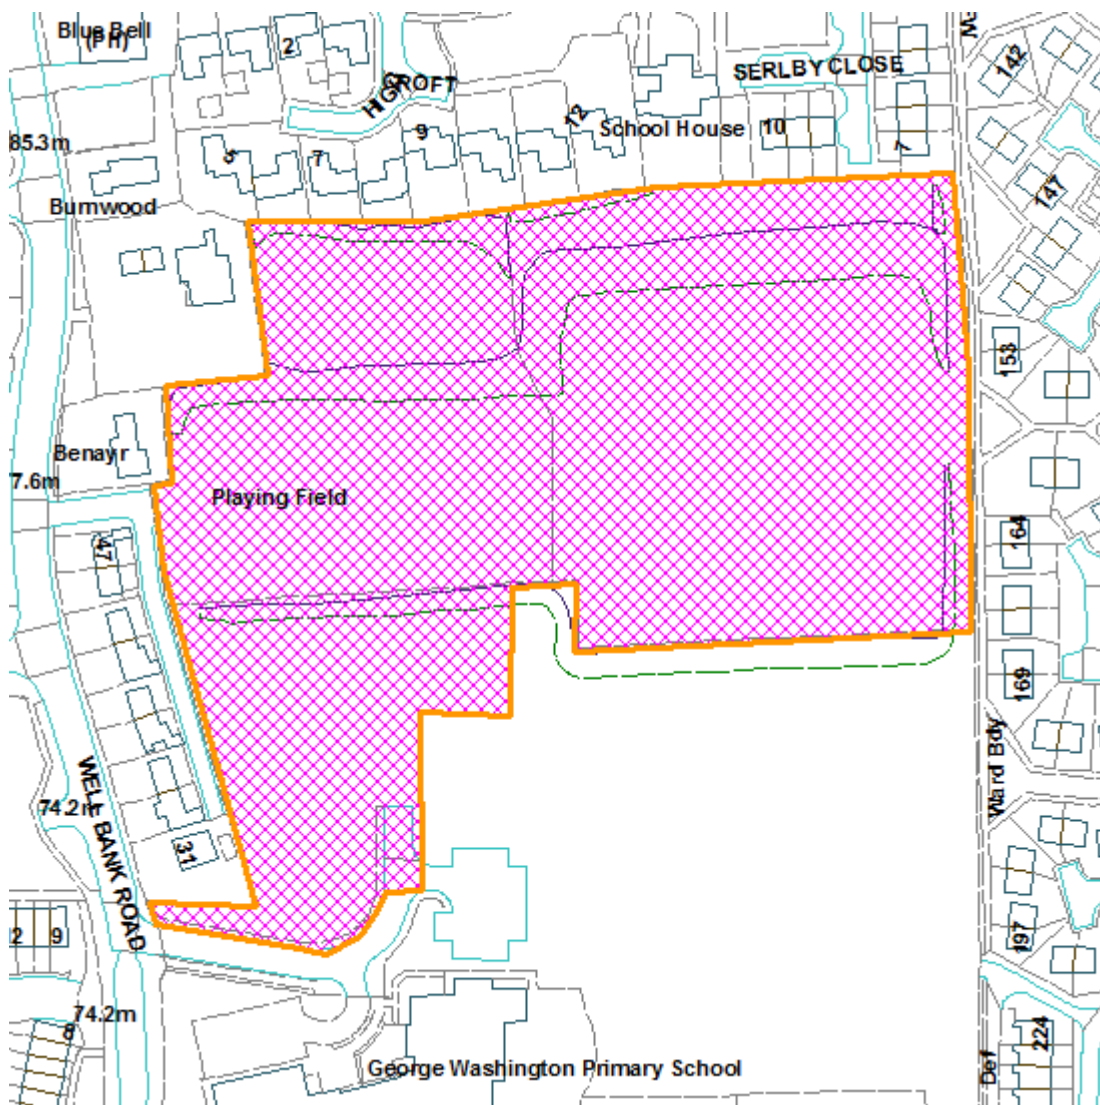 Blue Bell
(PH)
2
HIGH
CROFT
SERLBY CLOSE
142
85.3m
5
7
9
12
School House
10
7
147
Burnwood
153
Benayr
7.6m
Playing Field
47
164
169
WELL BANK ROAD
74.2m
31
Ward Bdy
2
9
197
74.2m
8
George Washington Primary School
Def
224